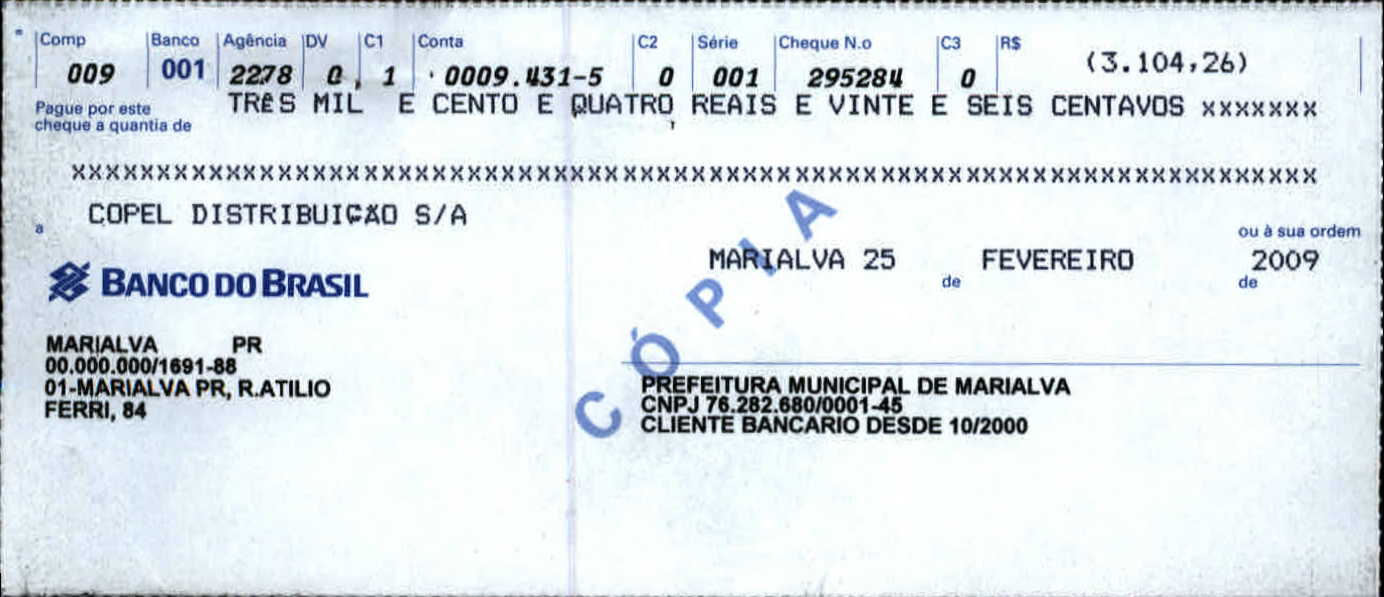 Comp Banco Agência DV C1 Conta C2 Série Cheque N.o C3 R$
009 001 2278 0, 1 0009.431-5 0 001 295284 0 (3.104,26)
Pague por este
cheque a quantia de
TRÊS MIL E CENTO E QUATRO REAIS E VINTE E SEIS CENTAVOS xxxxxxx
XXXXXXXXXXXXXXXXXXXXXXXXXXXXXXXXXXXXXXXXXXXXXXXXXXXXXXXXXXXXXXXXXXXXXXXXX
a COPEL DISTRIBUIÇÃO S/A
ou à sua ordem
MARIALVA 25 de FEVEREIRO de 2009
BANCO DO BRASIL
CÓPIA
MARIALVA PR
00.000.000/1691-88
01-MARIALVA PR, R.ATILIO
FERRI, 84
PREFEITURA MUNICIPAL DE MARIALVA
CNPJ 76.282.680/0001-45
CLIENTE BANCARIO DESDE 10/2000